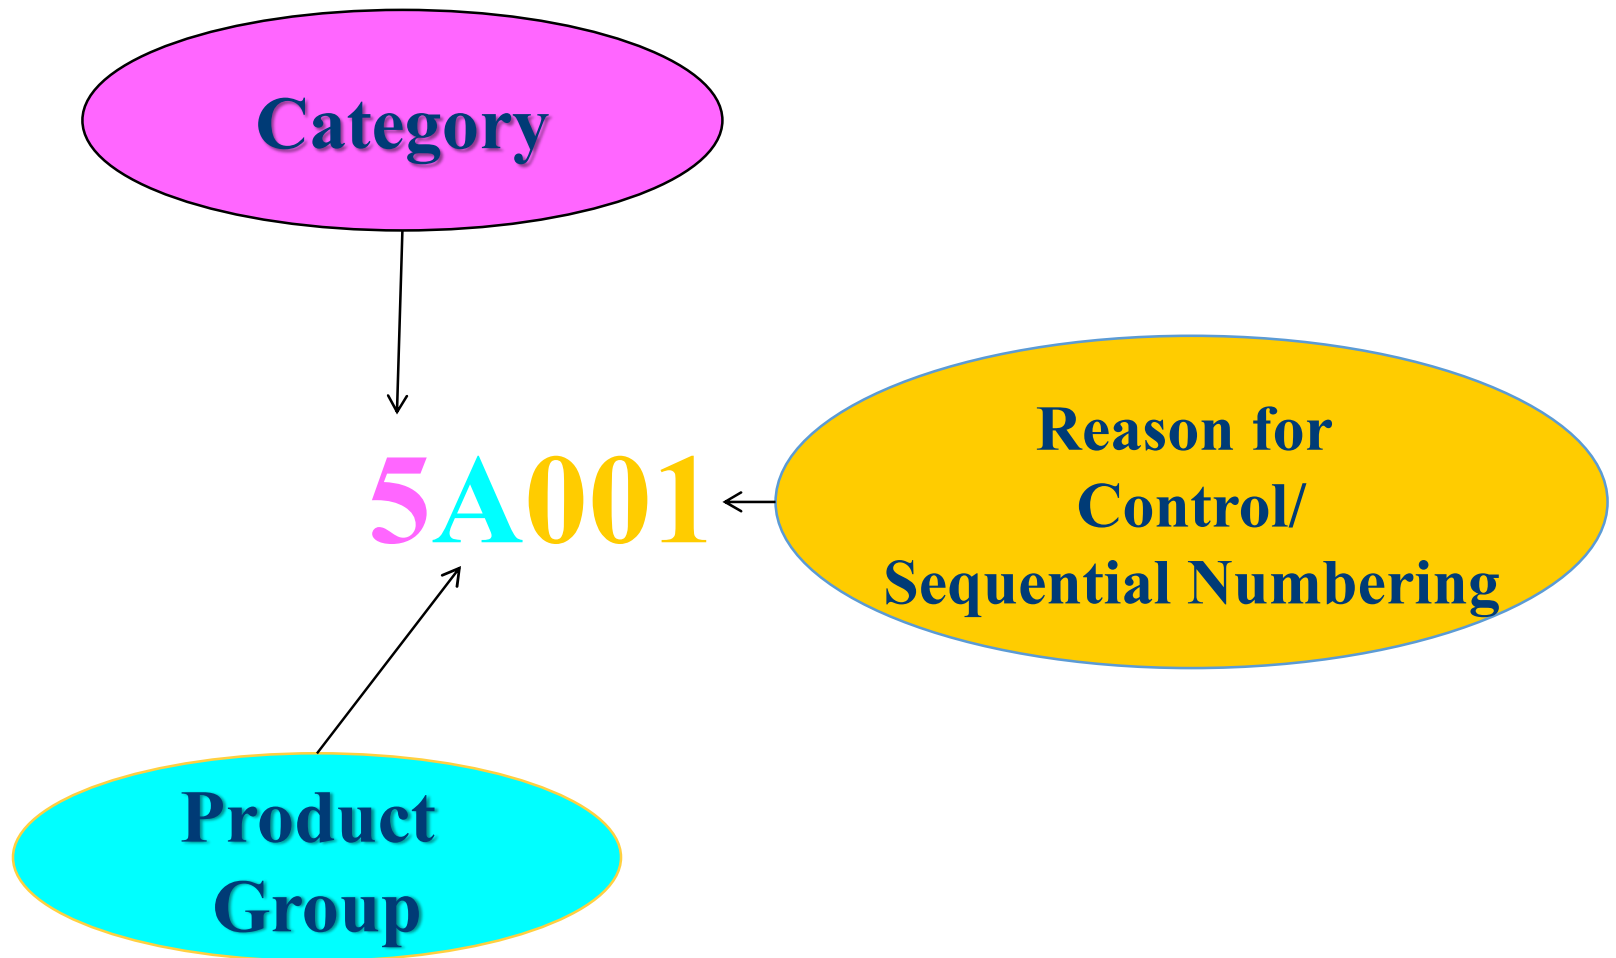 Category
5A001
Reason for
Control/
Sequential Numbering
Product
Group